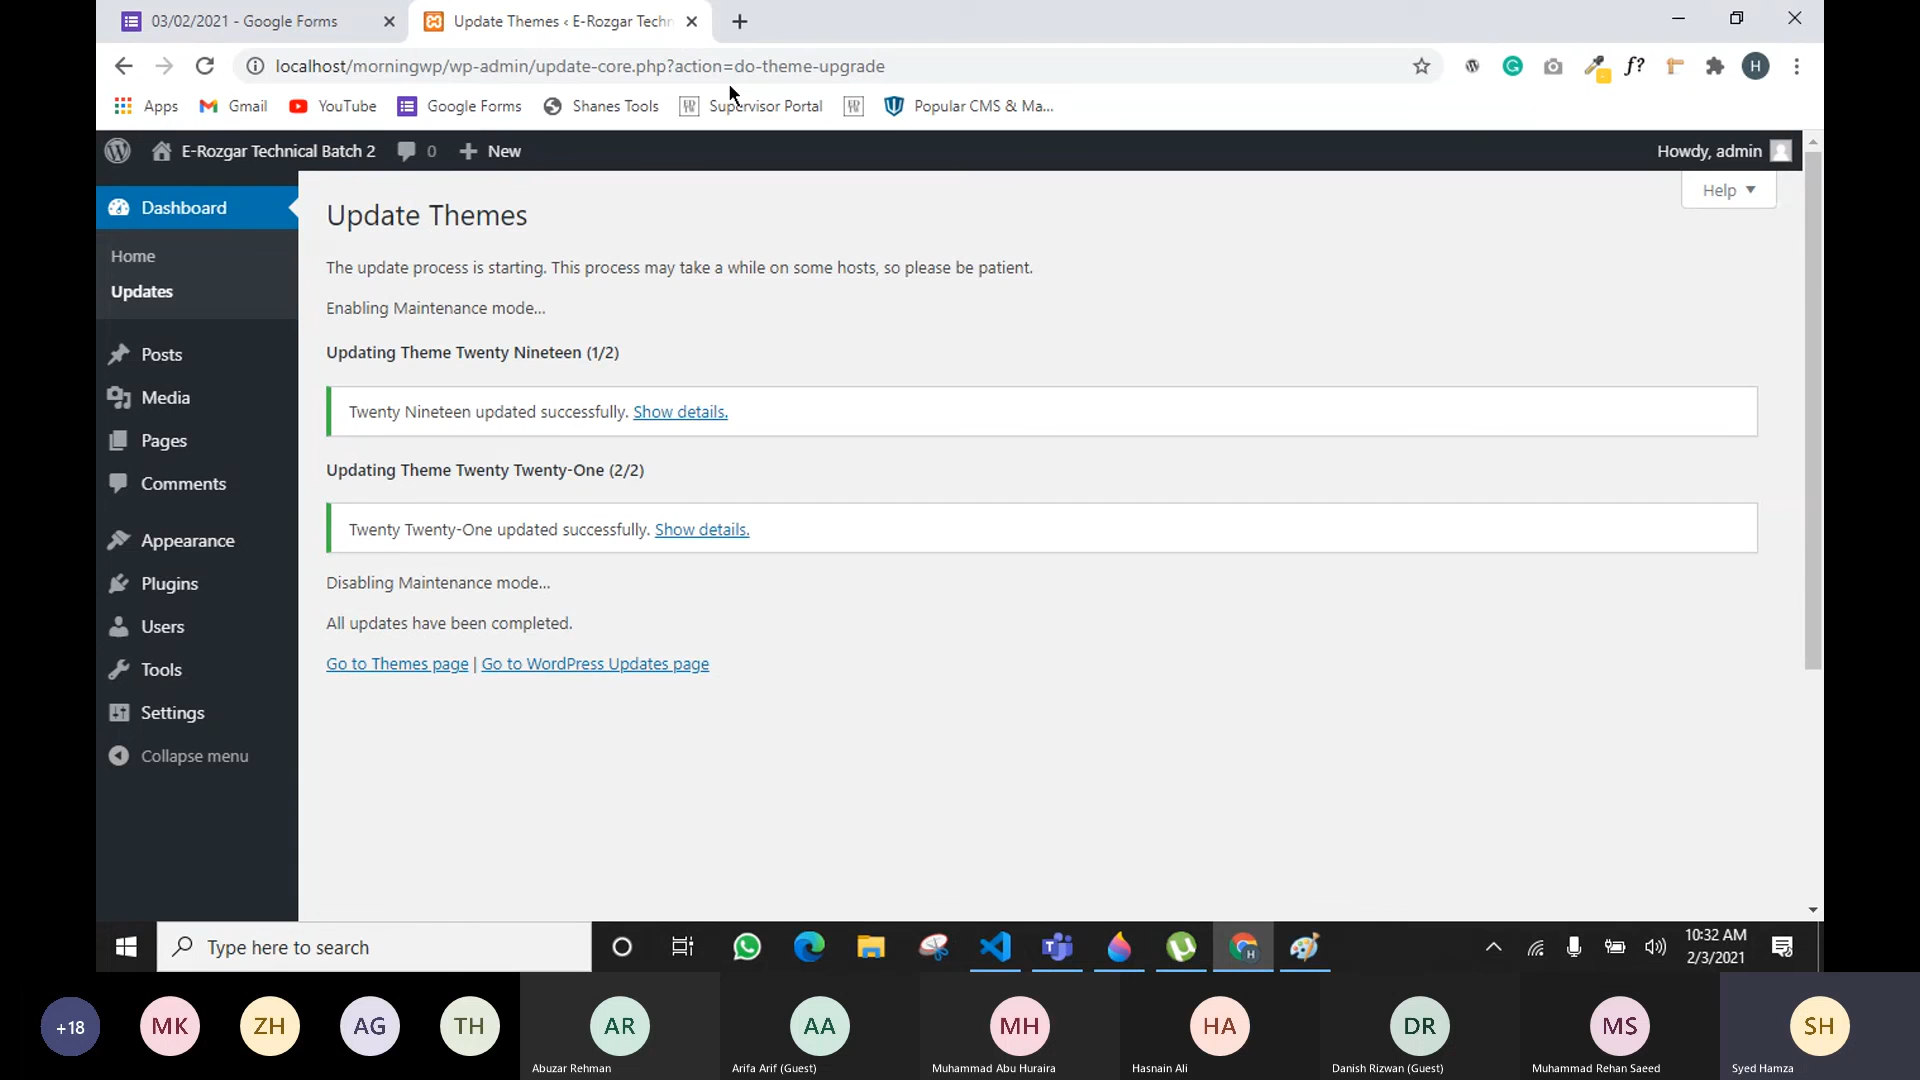 03/02/2021 - Google Forms
Update Themes ‹ E-Rozgar Techn
localhost/morningwp/wp-admin/update-core.php?action=do-theme-upgrade
f?
H
Apps
Gmail
YouTube
Google Forms
Shanes Tools
Supervisor Portal
Popular CMS & Ma...
E-Rozgar Technical Batch 2
0
New
Howdy, admin
Help
Dashboard
Home
Updates
Posts
Media
Pages
Comments
Appearance
Plugins
Users
Tools
Settings
Collapse menu
Update Themes
The update process is starting. This process may take a while on some hosts, so please be patient.
Enabling Maintenance mode...
Updating Theme Twenty Nineteen (1/2)
Twenty Nineteen updated successfully. Show details.
Updating Theme Twenty Twenty-One (2/2)
Twenty Twenty-One updated successfully. Show details.
Disabling Maintenance mode...
All updates have been completed.
Go to Themes page | Go to WordPress Updates page
Type here to search
10:32 AM
2/3/2021
+18
MK
ZH
AG
TH
AR
AA
MH
HA
DR
MS
SH
Abuzar Rehman
Arifa Arif (Guest)
Muhammad Abu Huraira
Hasnain Ali
Danish Rizwan (Guest)
Muhammad Rehan Saeed
Syed Hamza